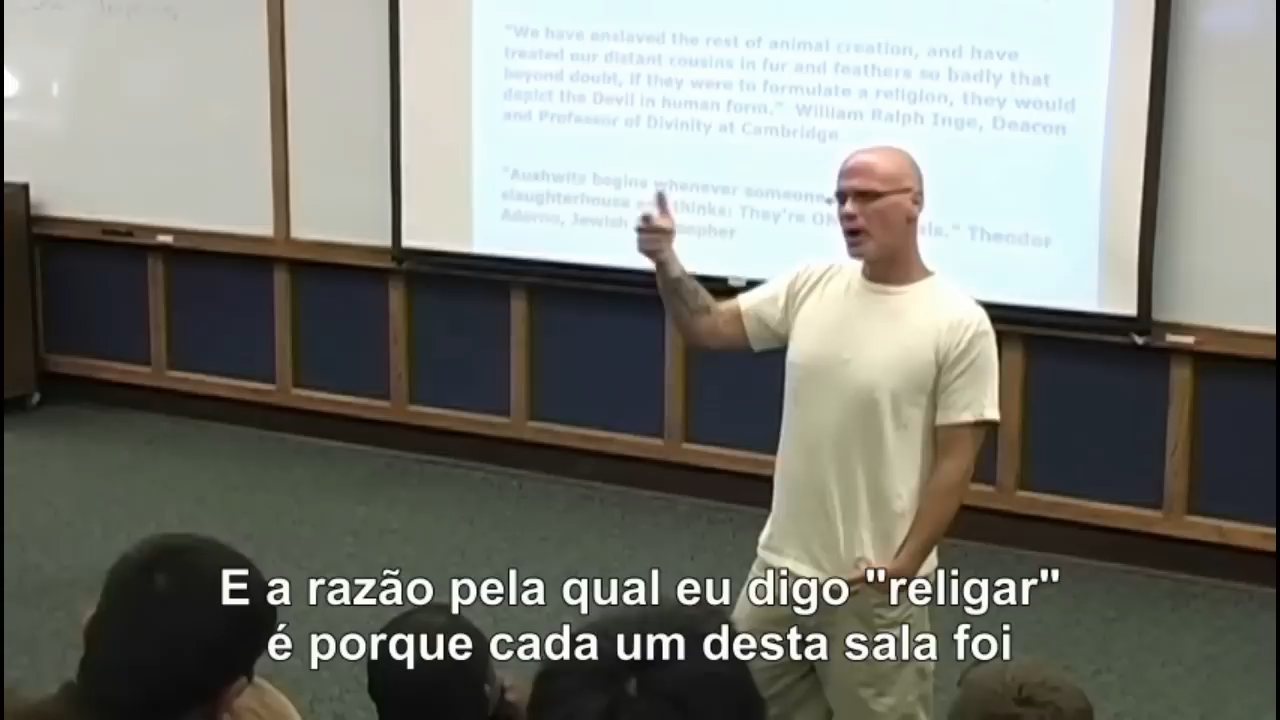 "We have enslaved the rest of animal creation, and have
treated our distant cousins in fur and feathers so badly that
beyond doubt, if they were to formulate a religion, they would
depict the Devil in human form." William Ralph Inge, Deacon
and Professor of Divinity at Cambridge
"Aushwitz begins whenever someone
slaughterhouse thinks: They're Theodor
Adorno, Jewish
E a razão pela qual eu digo "religar"
é porque cada um desta sala foi